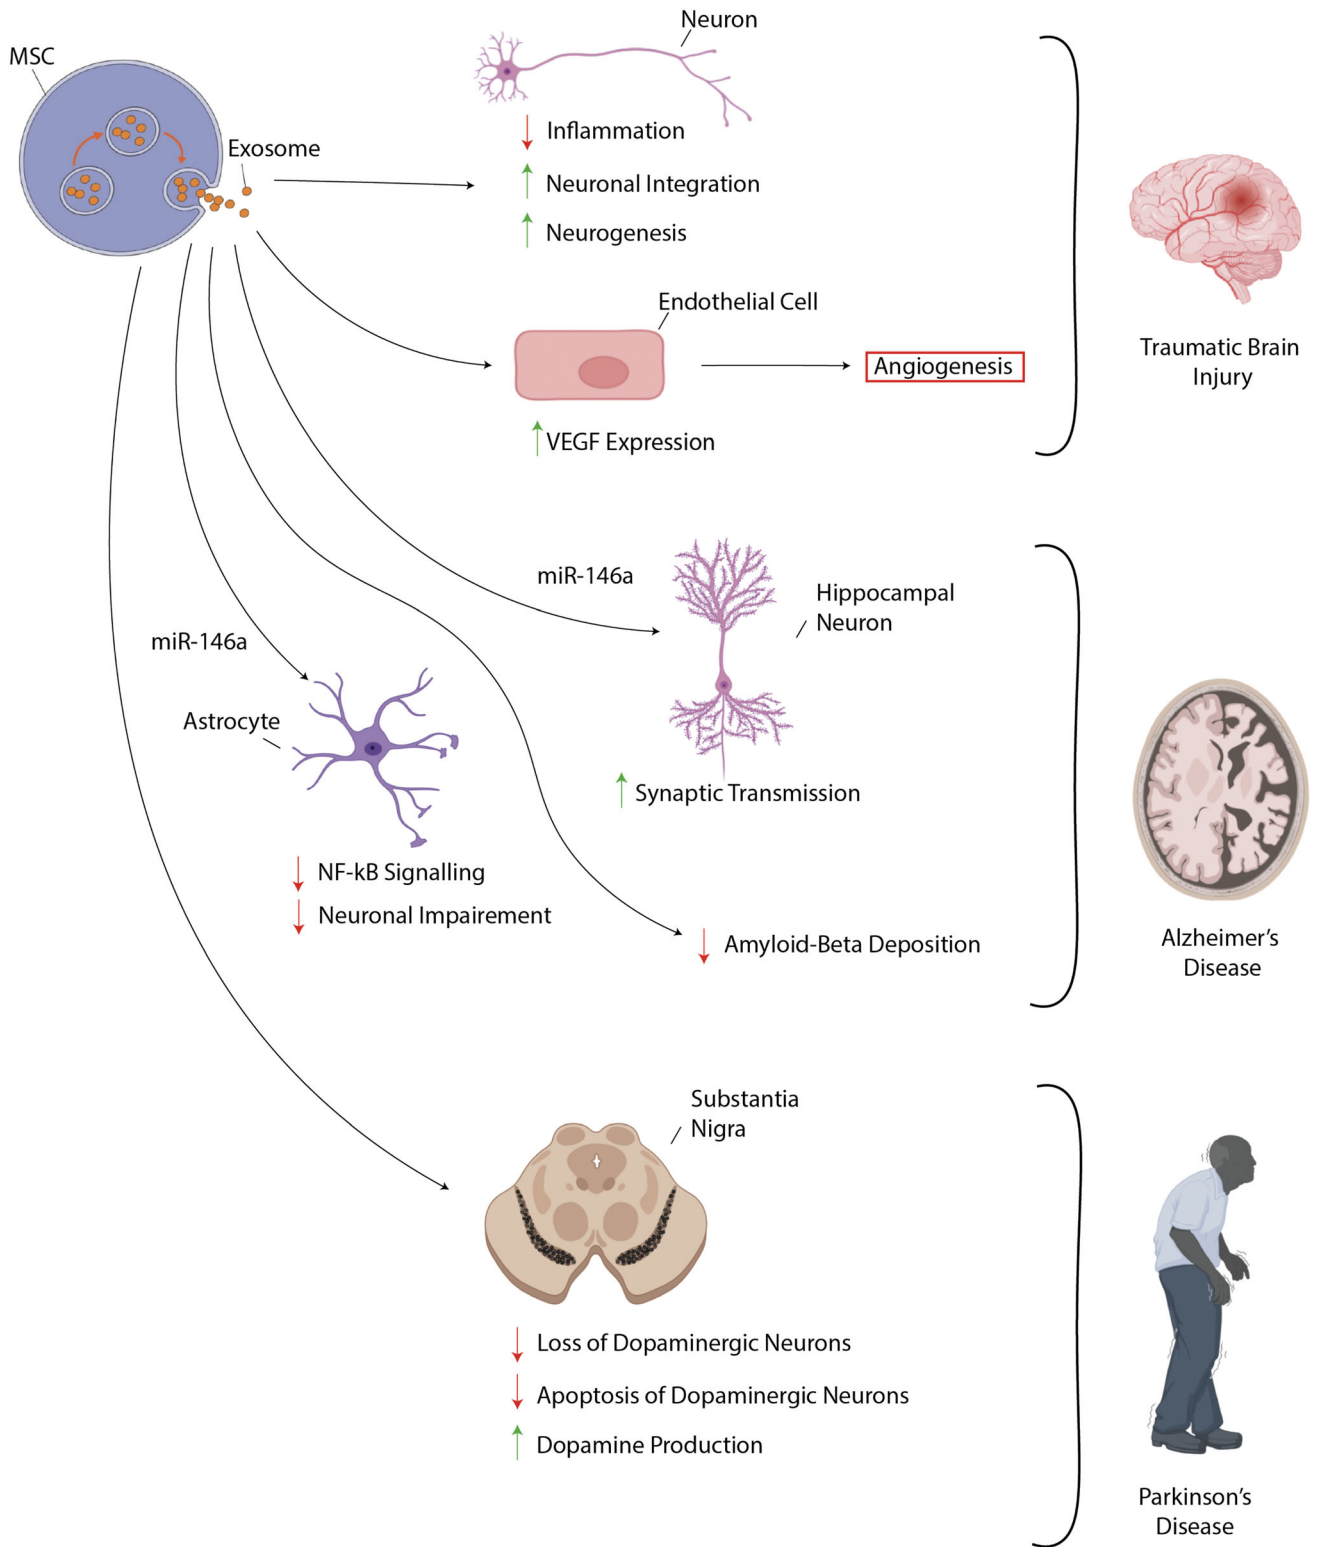 Neuron
MSC
Exosome
Inflammation
Neuronal Integration
Neurogenesis
Endothelial Cell
Angiogenesis
VEGF Expression
Traumatic Brain
Injury
miR-146a
Hippocampal
Neuron
miR-146a
Astrocyte
Synaptic Transmission
NF-kB Signalling
Neuronal Impairement
Amyloid-Beta Deposition
Alzheimer's
Disease
Substantia
Nigra
Loss of Dopaminergic Neurons
Apoptosis of Dopaminergic Neurons
Dopamine Production
Parkinson's
Disease